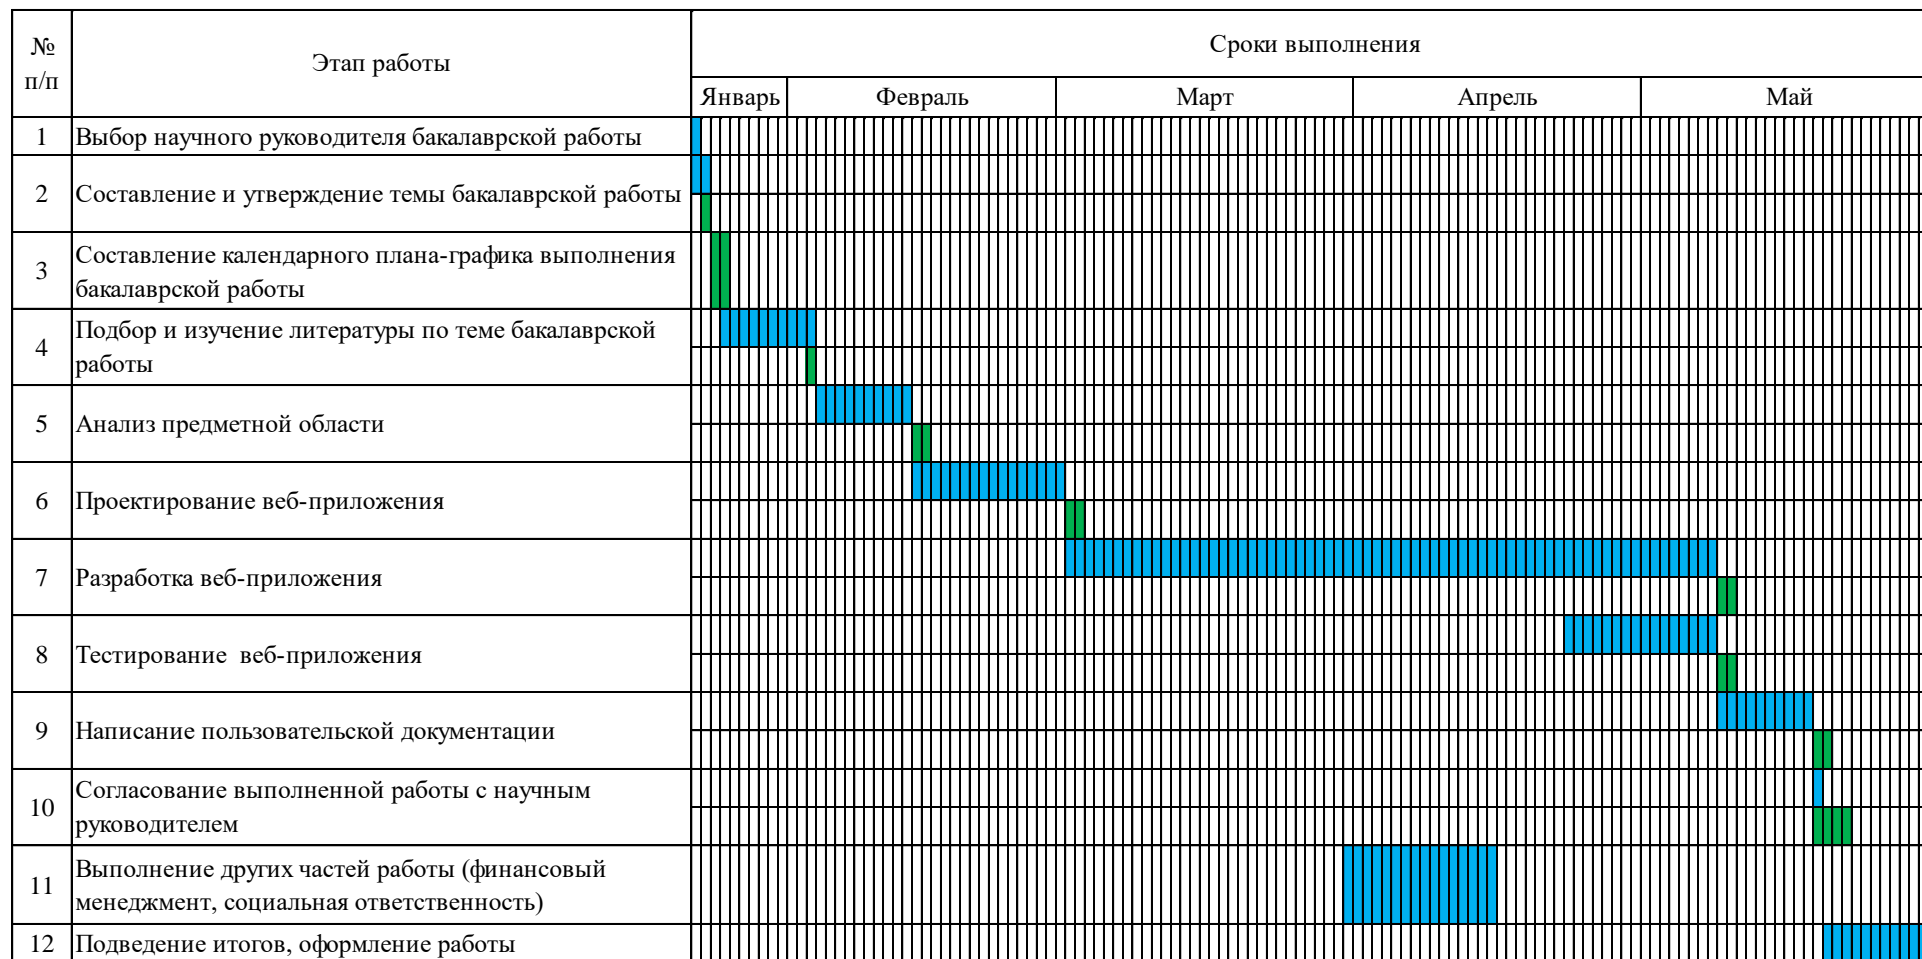 №
п/п
Этап работы
Сроки выполнения
Январь
Февраль
Март
Апрель
Май
1
Выбор научного руководителя бакалаврской работы
2
Составление и утверждение темы бакалаврской работы
3
Составление календарного плана-графика выполнения
бакалаврской работы
4
Подбор и изучение литературы по теме бакалаврской
работы
5
Анализ предметной области
6
Проектирование веб-приложения
7
Разработка веб-приложения
8
Тестирование веб-приложения
9
Написание пользовательской документации
10
Согласование выполненной работы с научным
руководителем
11
Выполнение других частей работы (финансовый
менеджмент, социальная ответственность)
12
Подведение итогов, оформление работы